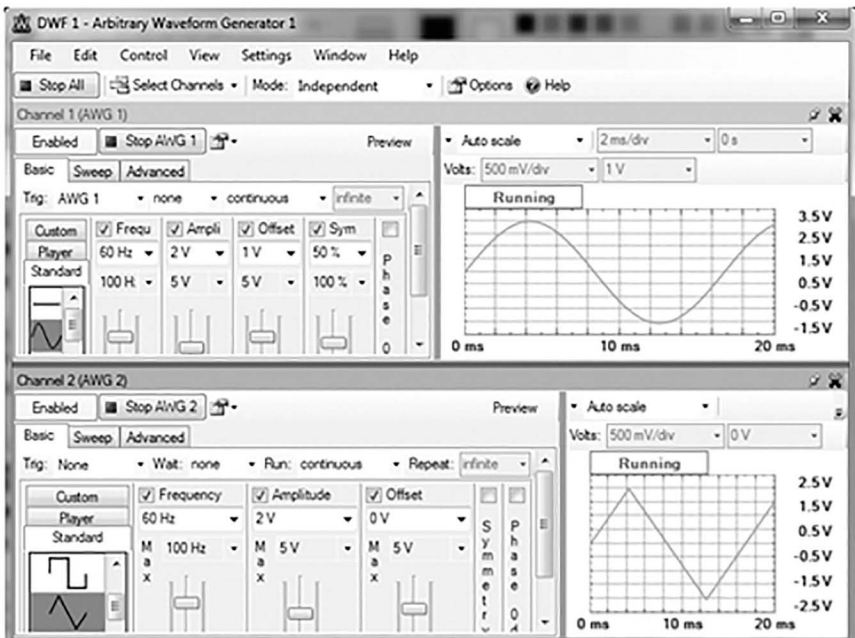 DWF 1 - Arbitrary Waveform Generator 1
File Edit Control View Settings Window Help
Stop All Select Channels Mode: Independent Options Help
Channel 1 (AWG 1)
Enabled Stop AWG 1 Preview
Auto scale 2 ms/div 0 s
Basic Sweep Advanced
Volts: 500 mV/div 1 V
Trig: AWG 1 none continuous infinite
Running
Custom Frequ Ampli Offset Sym
Player 60 Hz 2 V 1 V 50 %
Standard
100 H: 5 V 5 V 100 %
Phase 0
3.5 V
2.5 V
1.5 V
0.5 V
-0.5 V
-1.5 V
0 ms 10 ms 20 ms
Channel 2 (AWG 2)
Enabled Stop AWG 2 Preview
Auto scale
Basic Sweep Advanced
Volts: 500 mV/div 0 V
Trig: None Wait: none Run: continuous Repeat: infinite
Running
Custom Frequency Amplitude Offset
Player 60 Hz 2 V 0 V
Standard
Max 100 Hz Max 5 V Max 5 V
Symmetry
Phase 0d
2.5 V
1.5 V
0.5 V
-0.5 V
-1.5 V
-2.5 V
0 ms 10 ms 20 ms